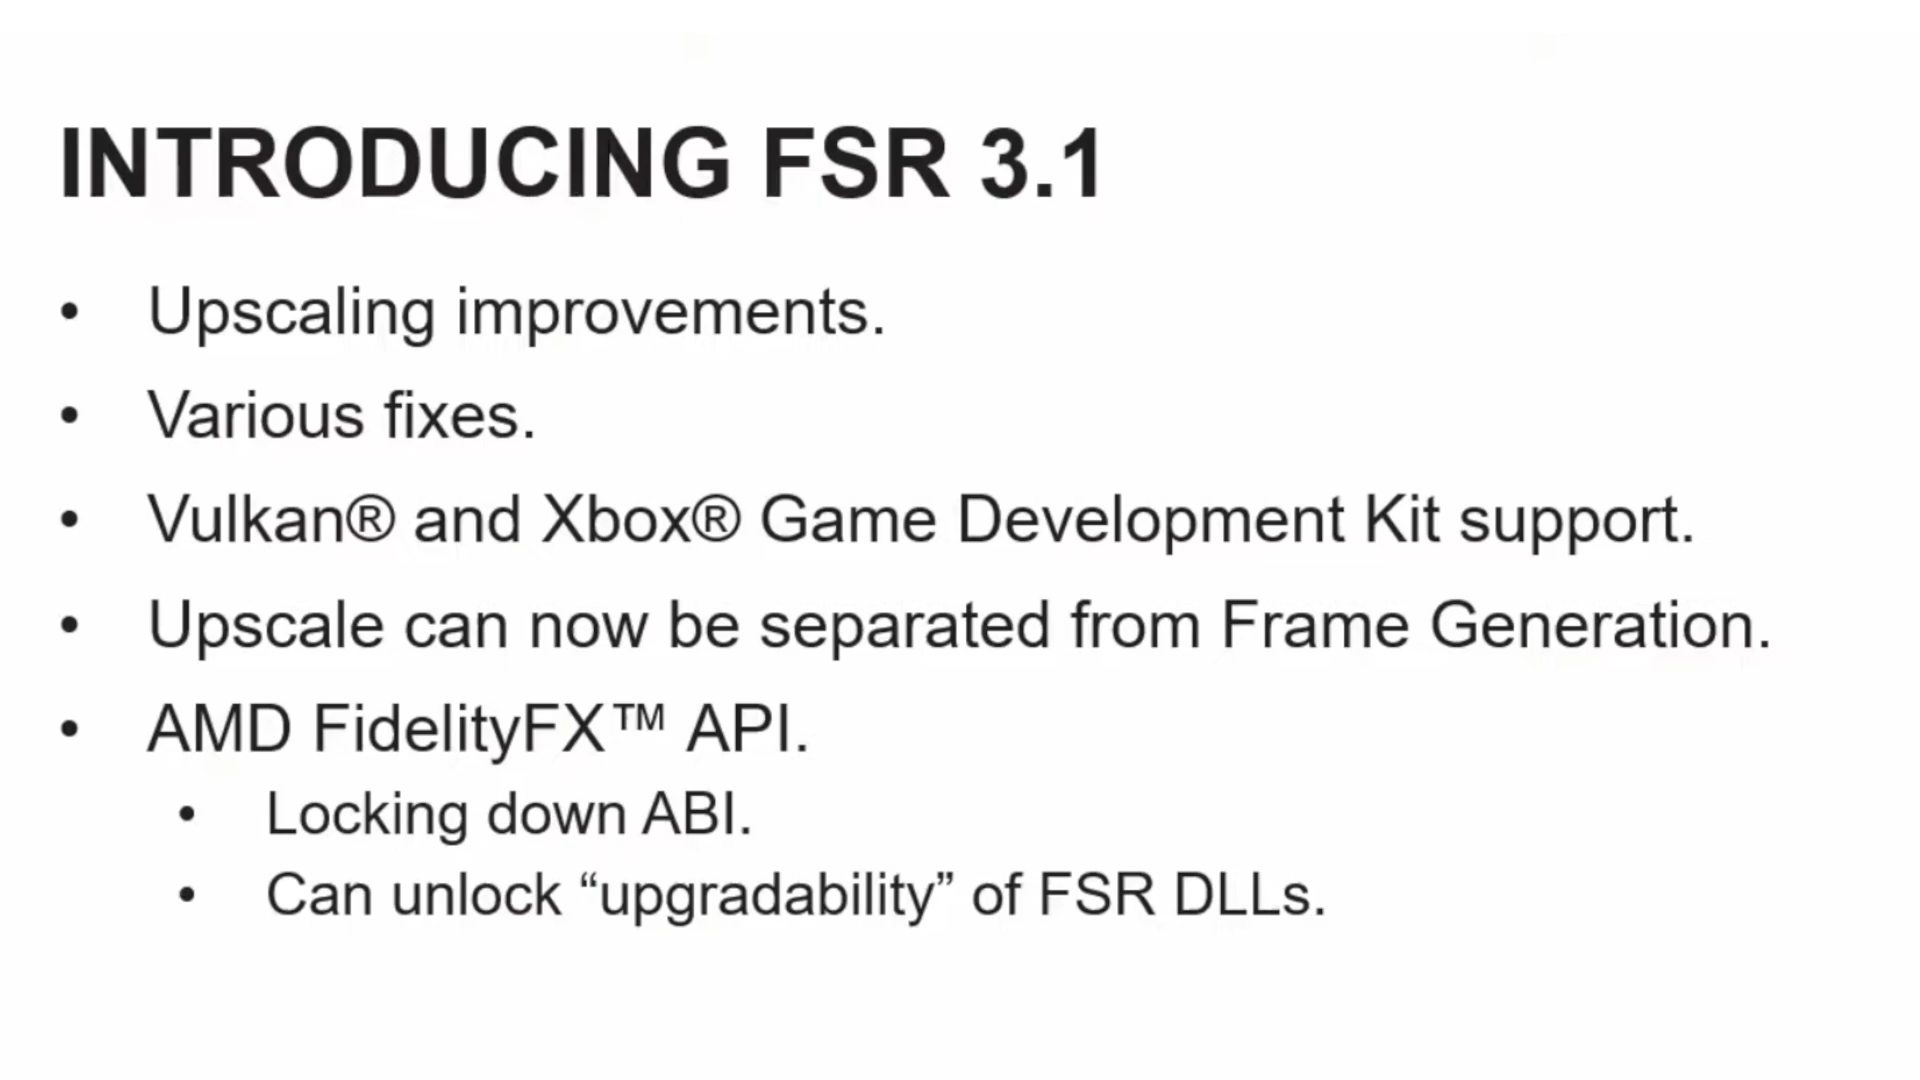 INTRODUCING FSR 3.1
• Upscaling improvements.
• Various fixes.
• Vulkan® and Xbox® Game Development Kit support.
• Upscale can now be separated from Frame Generation.
• AMD FidelityFX™ API.
• Locking down ABI.
• Can unlock “upgradability” of FSR DLLs.